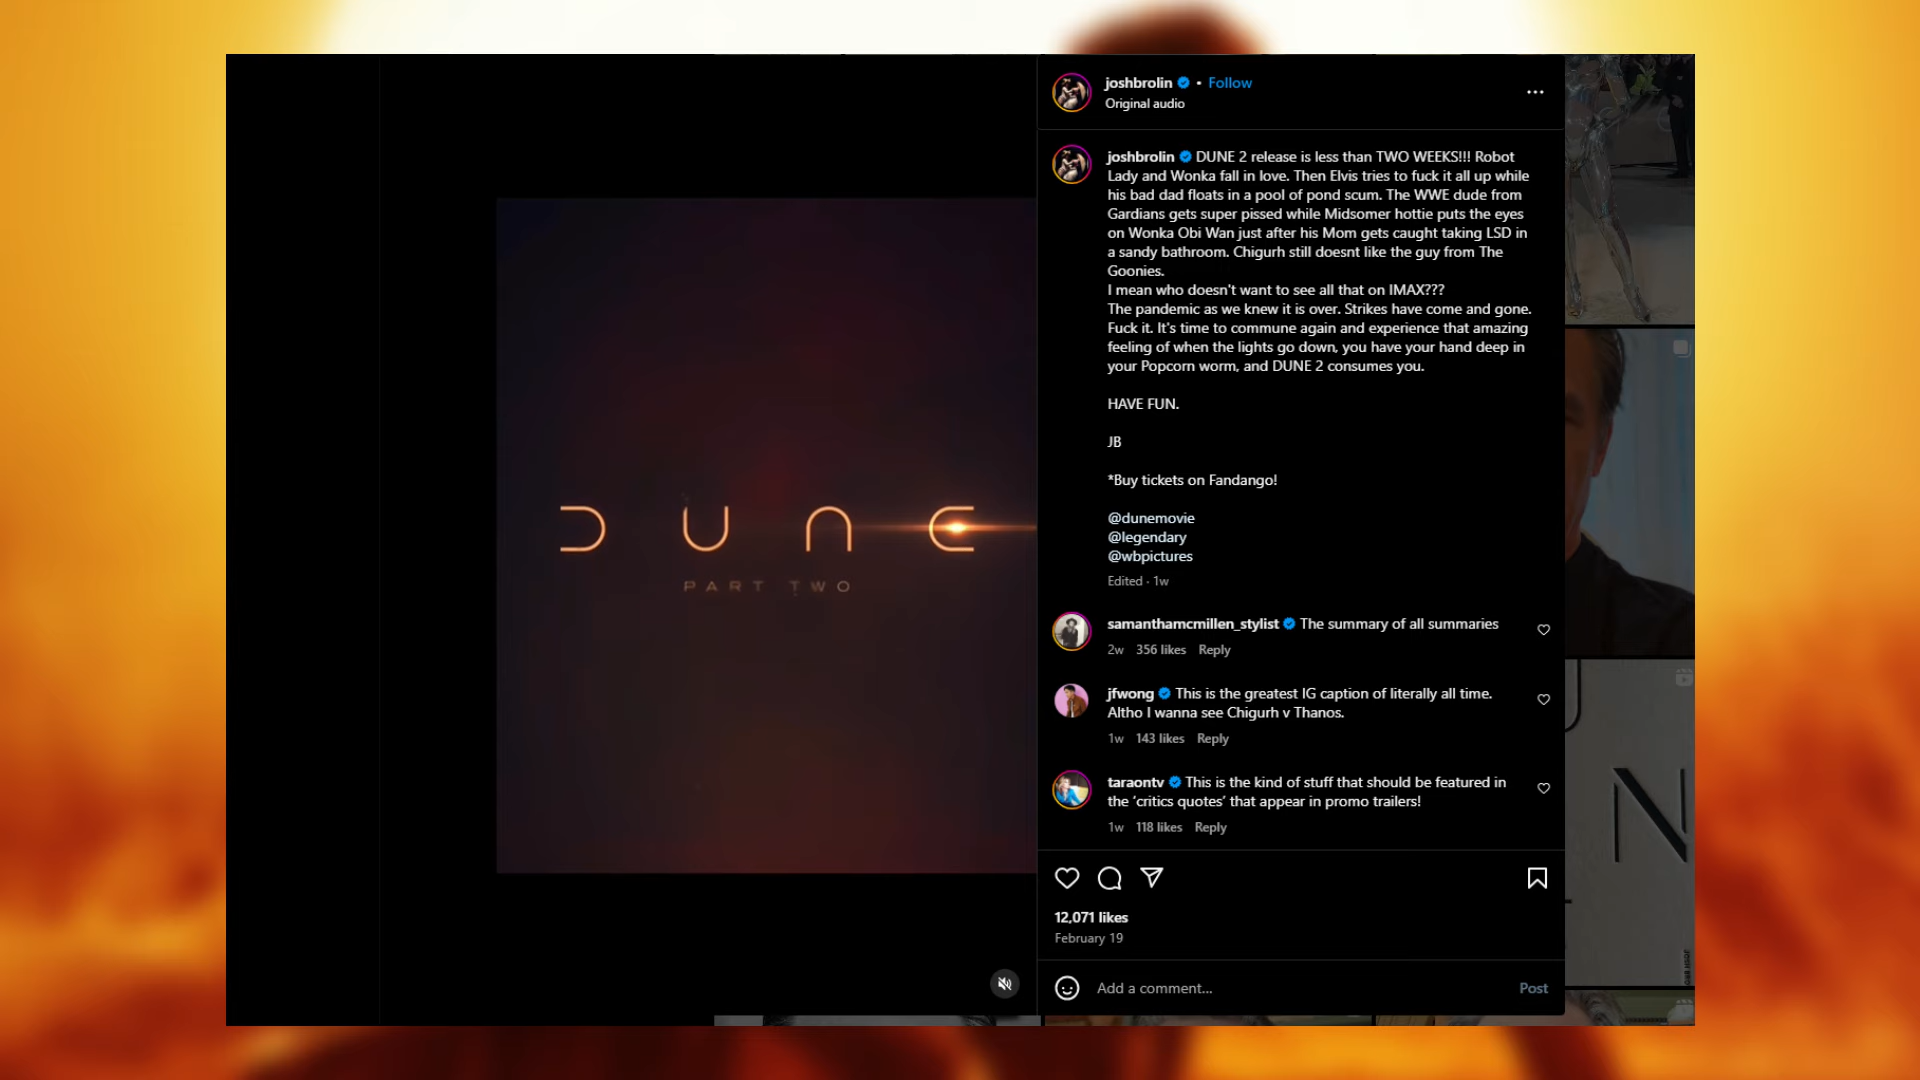 DUNE
PART TWO
joshbrolin • Follow
Original audio
joshbrolin DUNE 2 release is less than TWO WEEKS!!! Robot
Lady and Wonka fall in love. Then Elvis tries to fuck it all up while
his bad dad floats in a pool of pond scum. The WWE dude from
Gardians gets super pissed while Midsomer hottie puts the eyes
on Wonka Obi Wan just after his Mom gets caught taking LSD in
a sandy bathroom. Chigurh still doesnt like the guy from The
Goonies.
I mean who doesn't want to see all that on IMAX???
The pandemic as we knew it is over. Strikes have come and gone.
Fuck it. It's time to commune again and experience that amazing
feeling of when the lights go down, you have your hand deep in
your Popcorn worm, and DUNE 2 consumes you.
HAVE FUN.
JB
*Buy tickets on Fandango!
@dunemovie
@legendary
@wbpictures
Edited · 1w
samanthamcmillen_stylist The summary of all summaries
2w 356 likes Reply
jfwong This is the greatest IG caption of literally all time.
Altho I wanna see Chigurh v Thanos.
1w 143 likes Reply
taraontv This is the kind of stuff that should be featured in
the ‘critics quotes’ that appear in promo trailers!
1w 118 likes Reply
12,071 likes
February 19
Add a comment...
Post
N